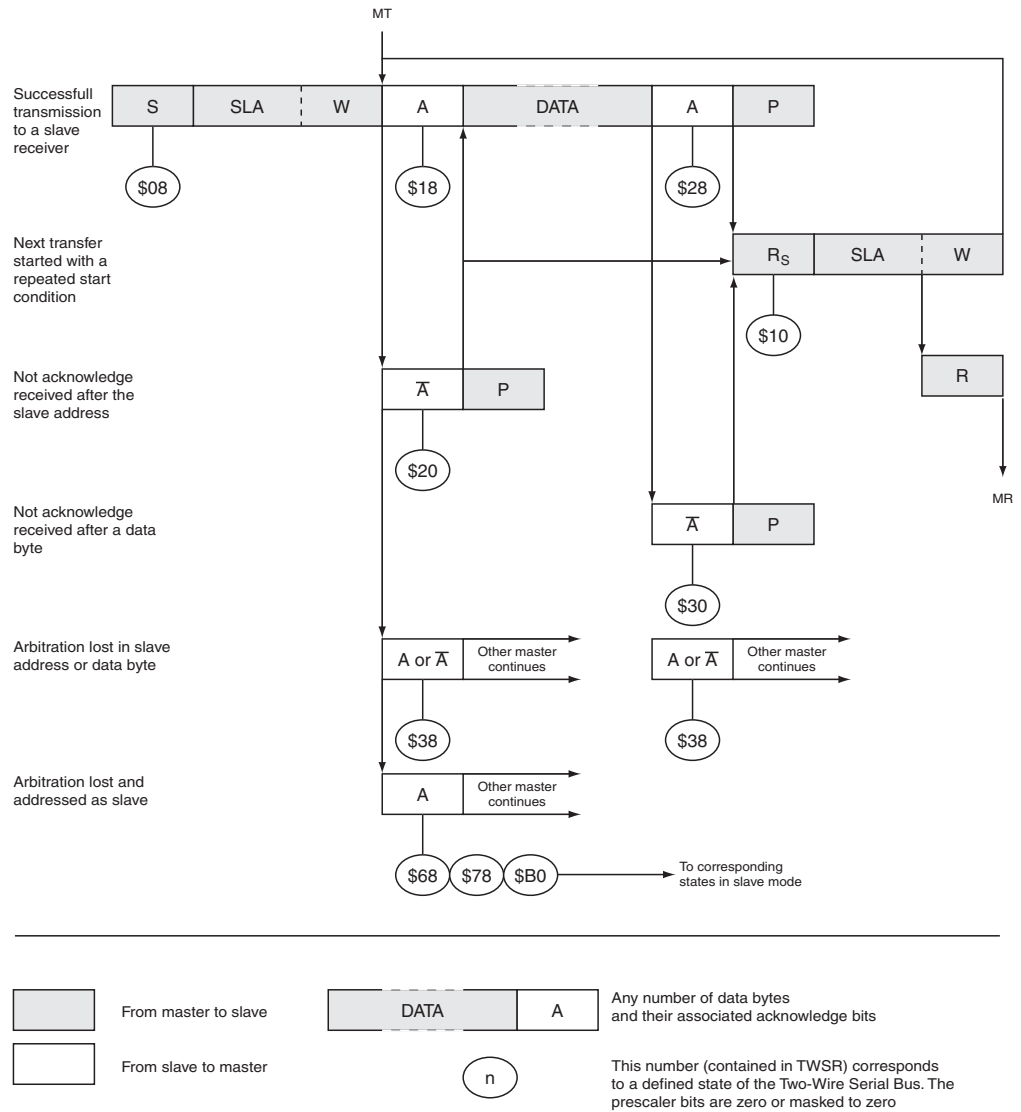 MT
Successfull
transmission
to a slave
receiver
S SLA W A DATA A P
$08 $18 $28
Next transfer
started with a
repeated start
condition
RS SLA W
$10
Not acknowledge
received after the
slave address
A̅ P
R
$20
MR
Not acknowledge
received after a data
byte
A̅ P
$30
Arbitration lost in slave
address or data byte
A or A̅
Other master
continues
A or A̅
Other master
continues
$38 $38
Arbitration lost and
addressed as slave
A
Other master
continues
$68 $78 $B0
To corresponding
states in slave mode
From master to slave
DATA A
Any number of data bytes
and their associated acknowledge bits
From slave to master
n
This number (contained in TWSR) corresponds
to a defined state of the Two-Wire Serial Bus. The
prescaler bits are zero or masked to zero